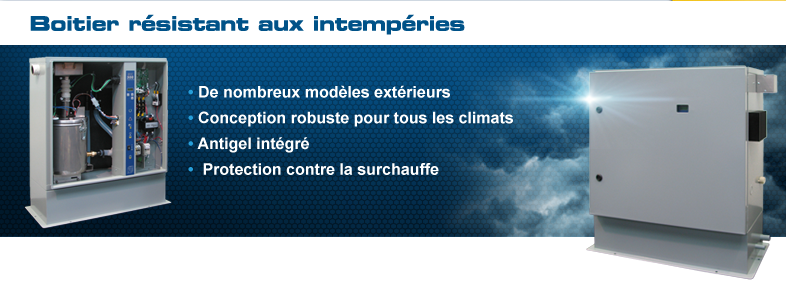 Boitier résistant aux intempéries
• De nombreux modèles extérieurs
• Conception robuste pour tous les climats
• Antigel intégré
• Protection contre la surchauffe